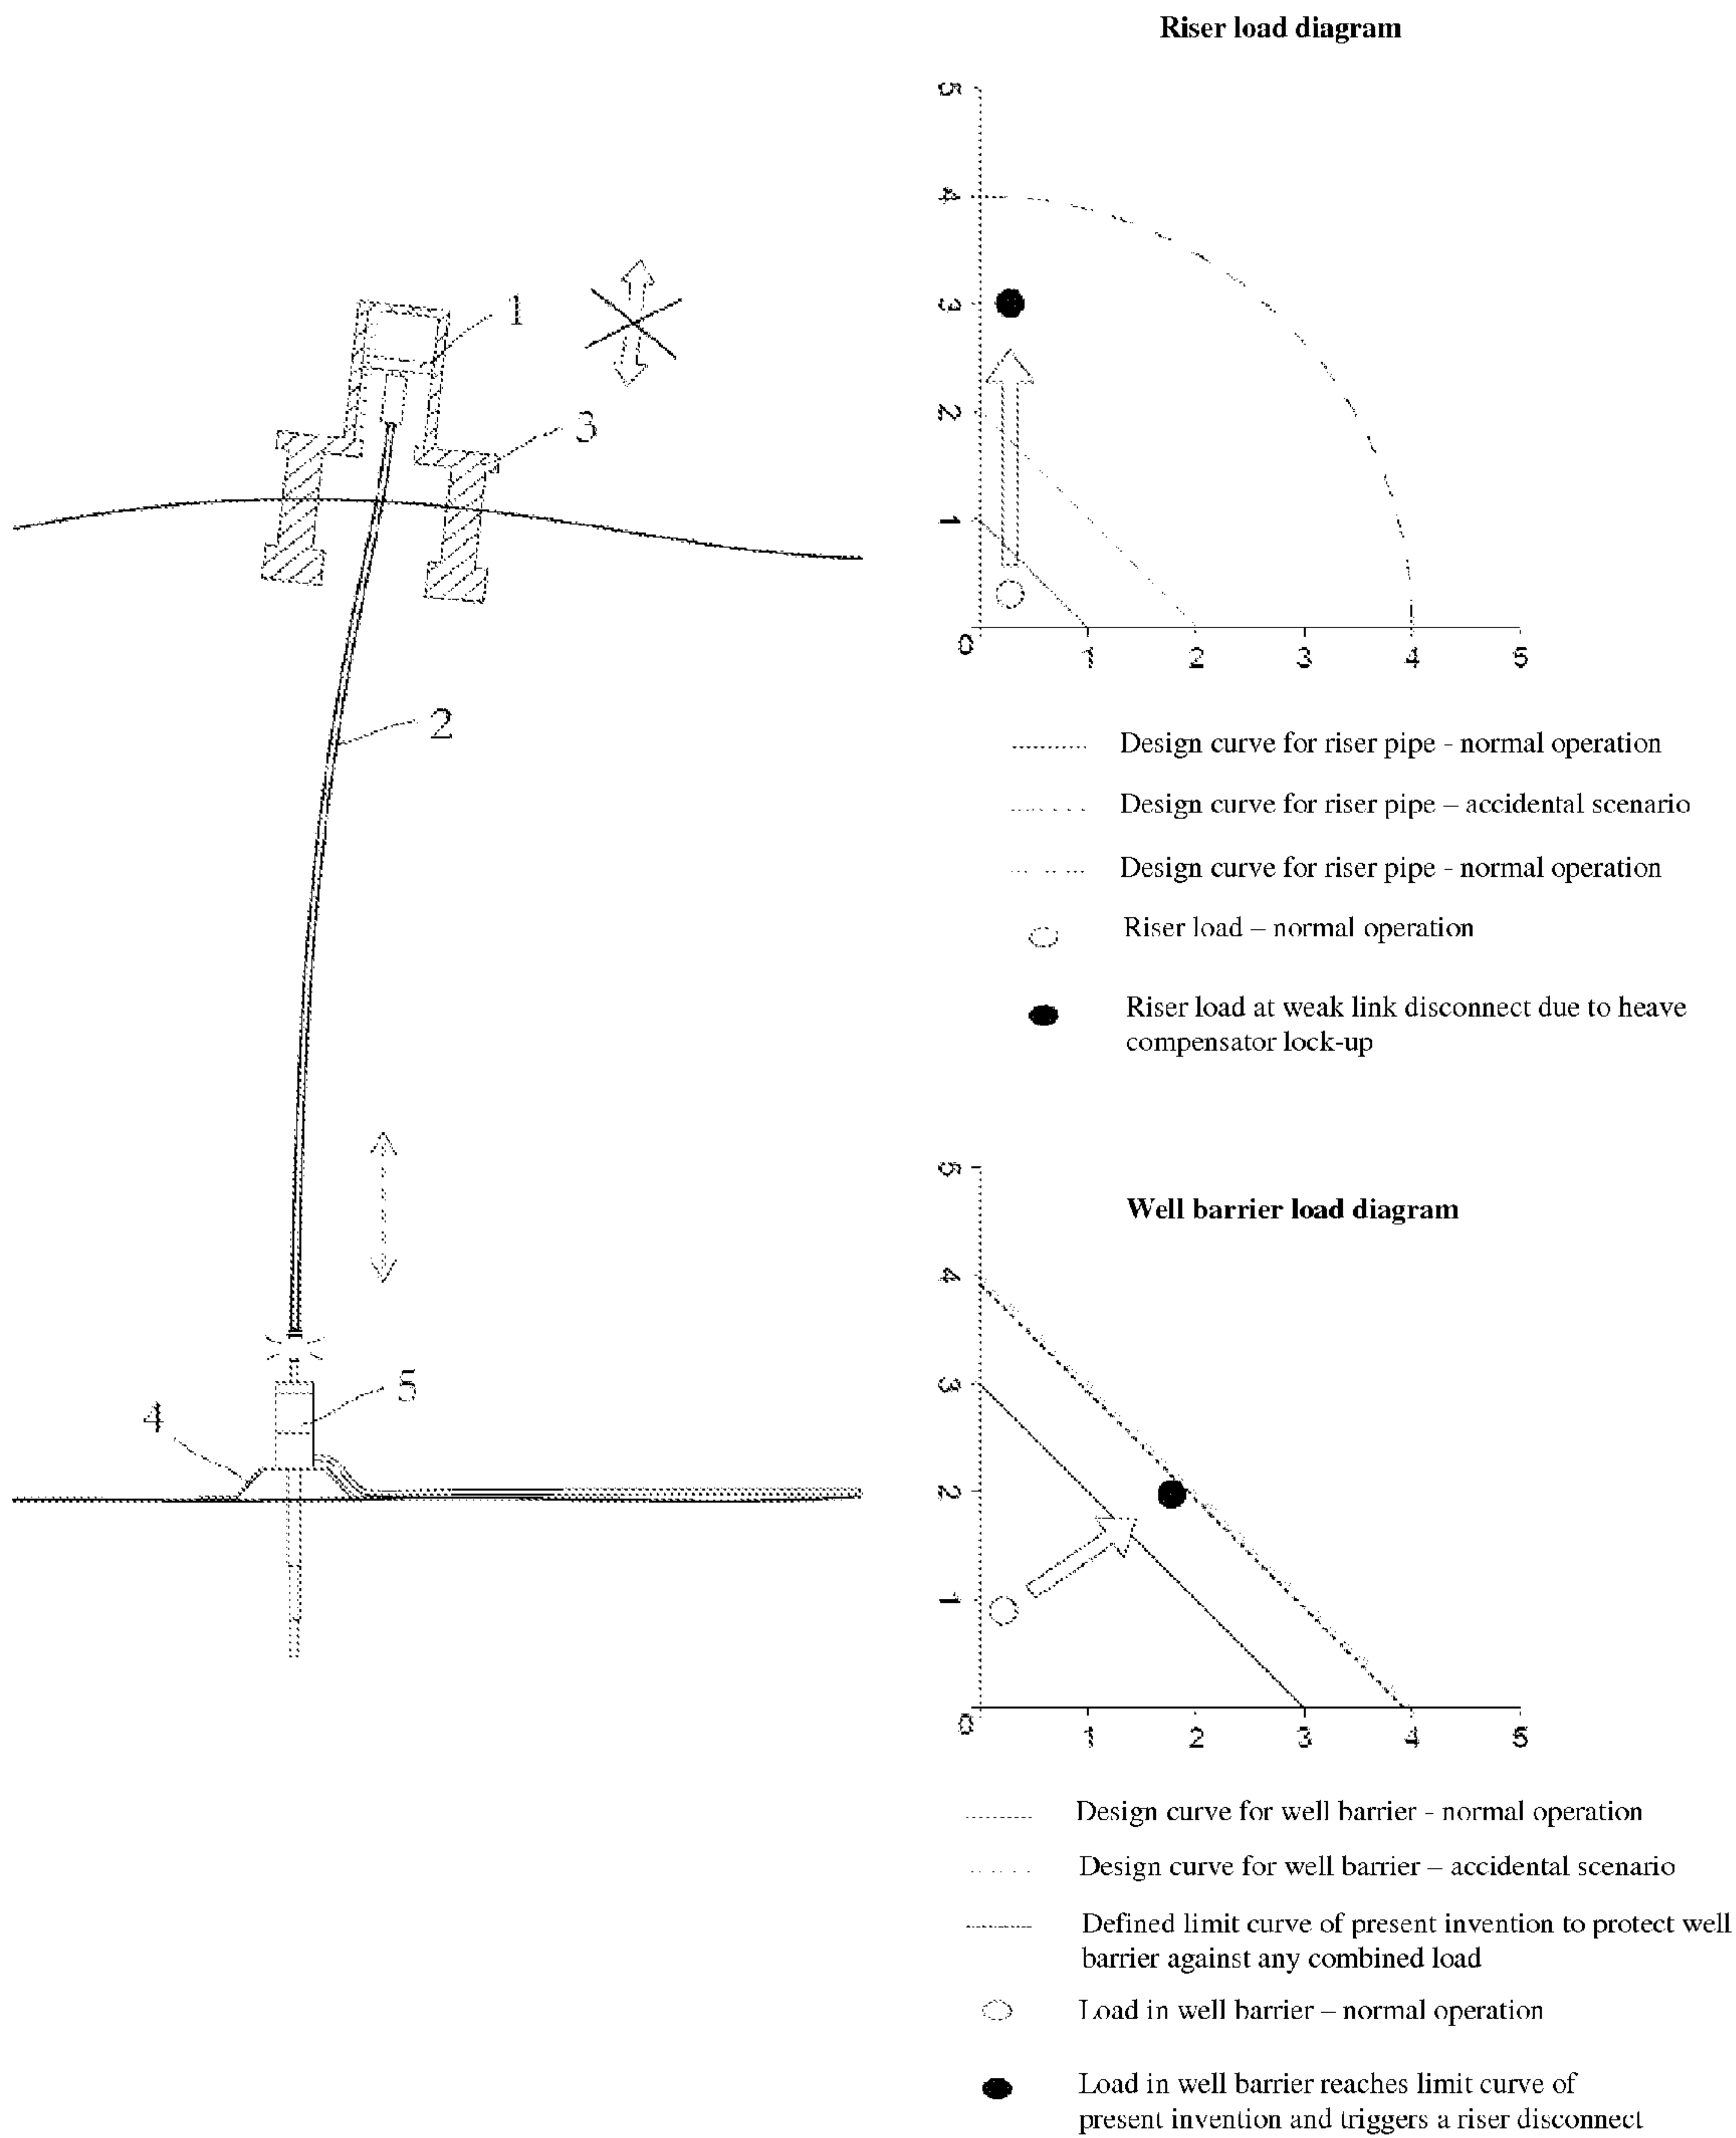 Riser load diagram
5
4
3
2
1
0
1
2
3
4
5
1
3
2
5
4
Design curve for riser pipe - normal operation
Design curve for riser pipe – accidental scenario
Design curve for riser pipe - normal operation
Riser load – normal operation
Riser load at weak link disconnect due to heave
compensator lock-up
Well barrier load diagram
5
4
3
2
1
0
1
2
3
4
5
Design curve for well barrier - normal operation
Design curve for well barrier – accidental scenario
Defined limit curve of present invention to protect well
barrier against any combined load
Load in well barrier – normal operation
Load in well barrier reaches limit curve of
present invention and triggers a riser disconnect